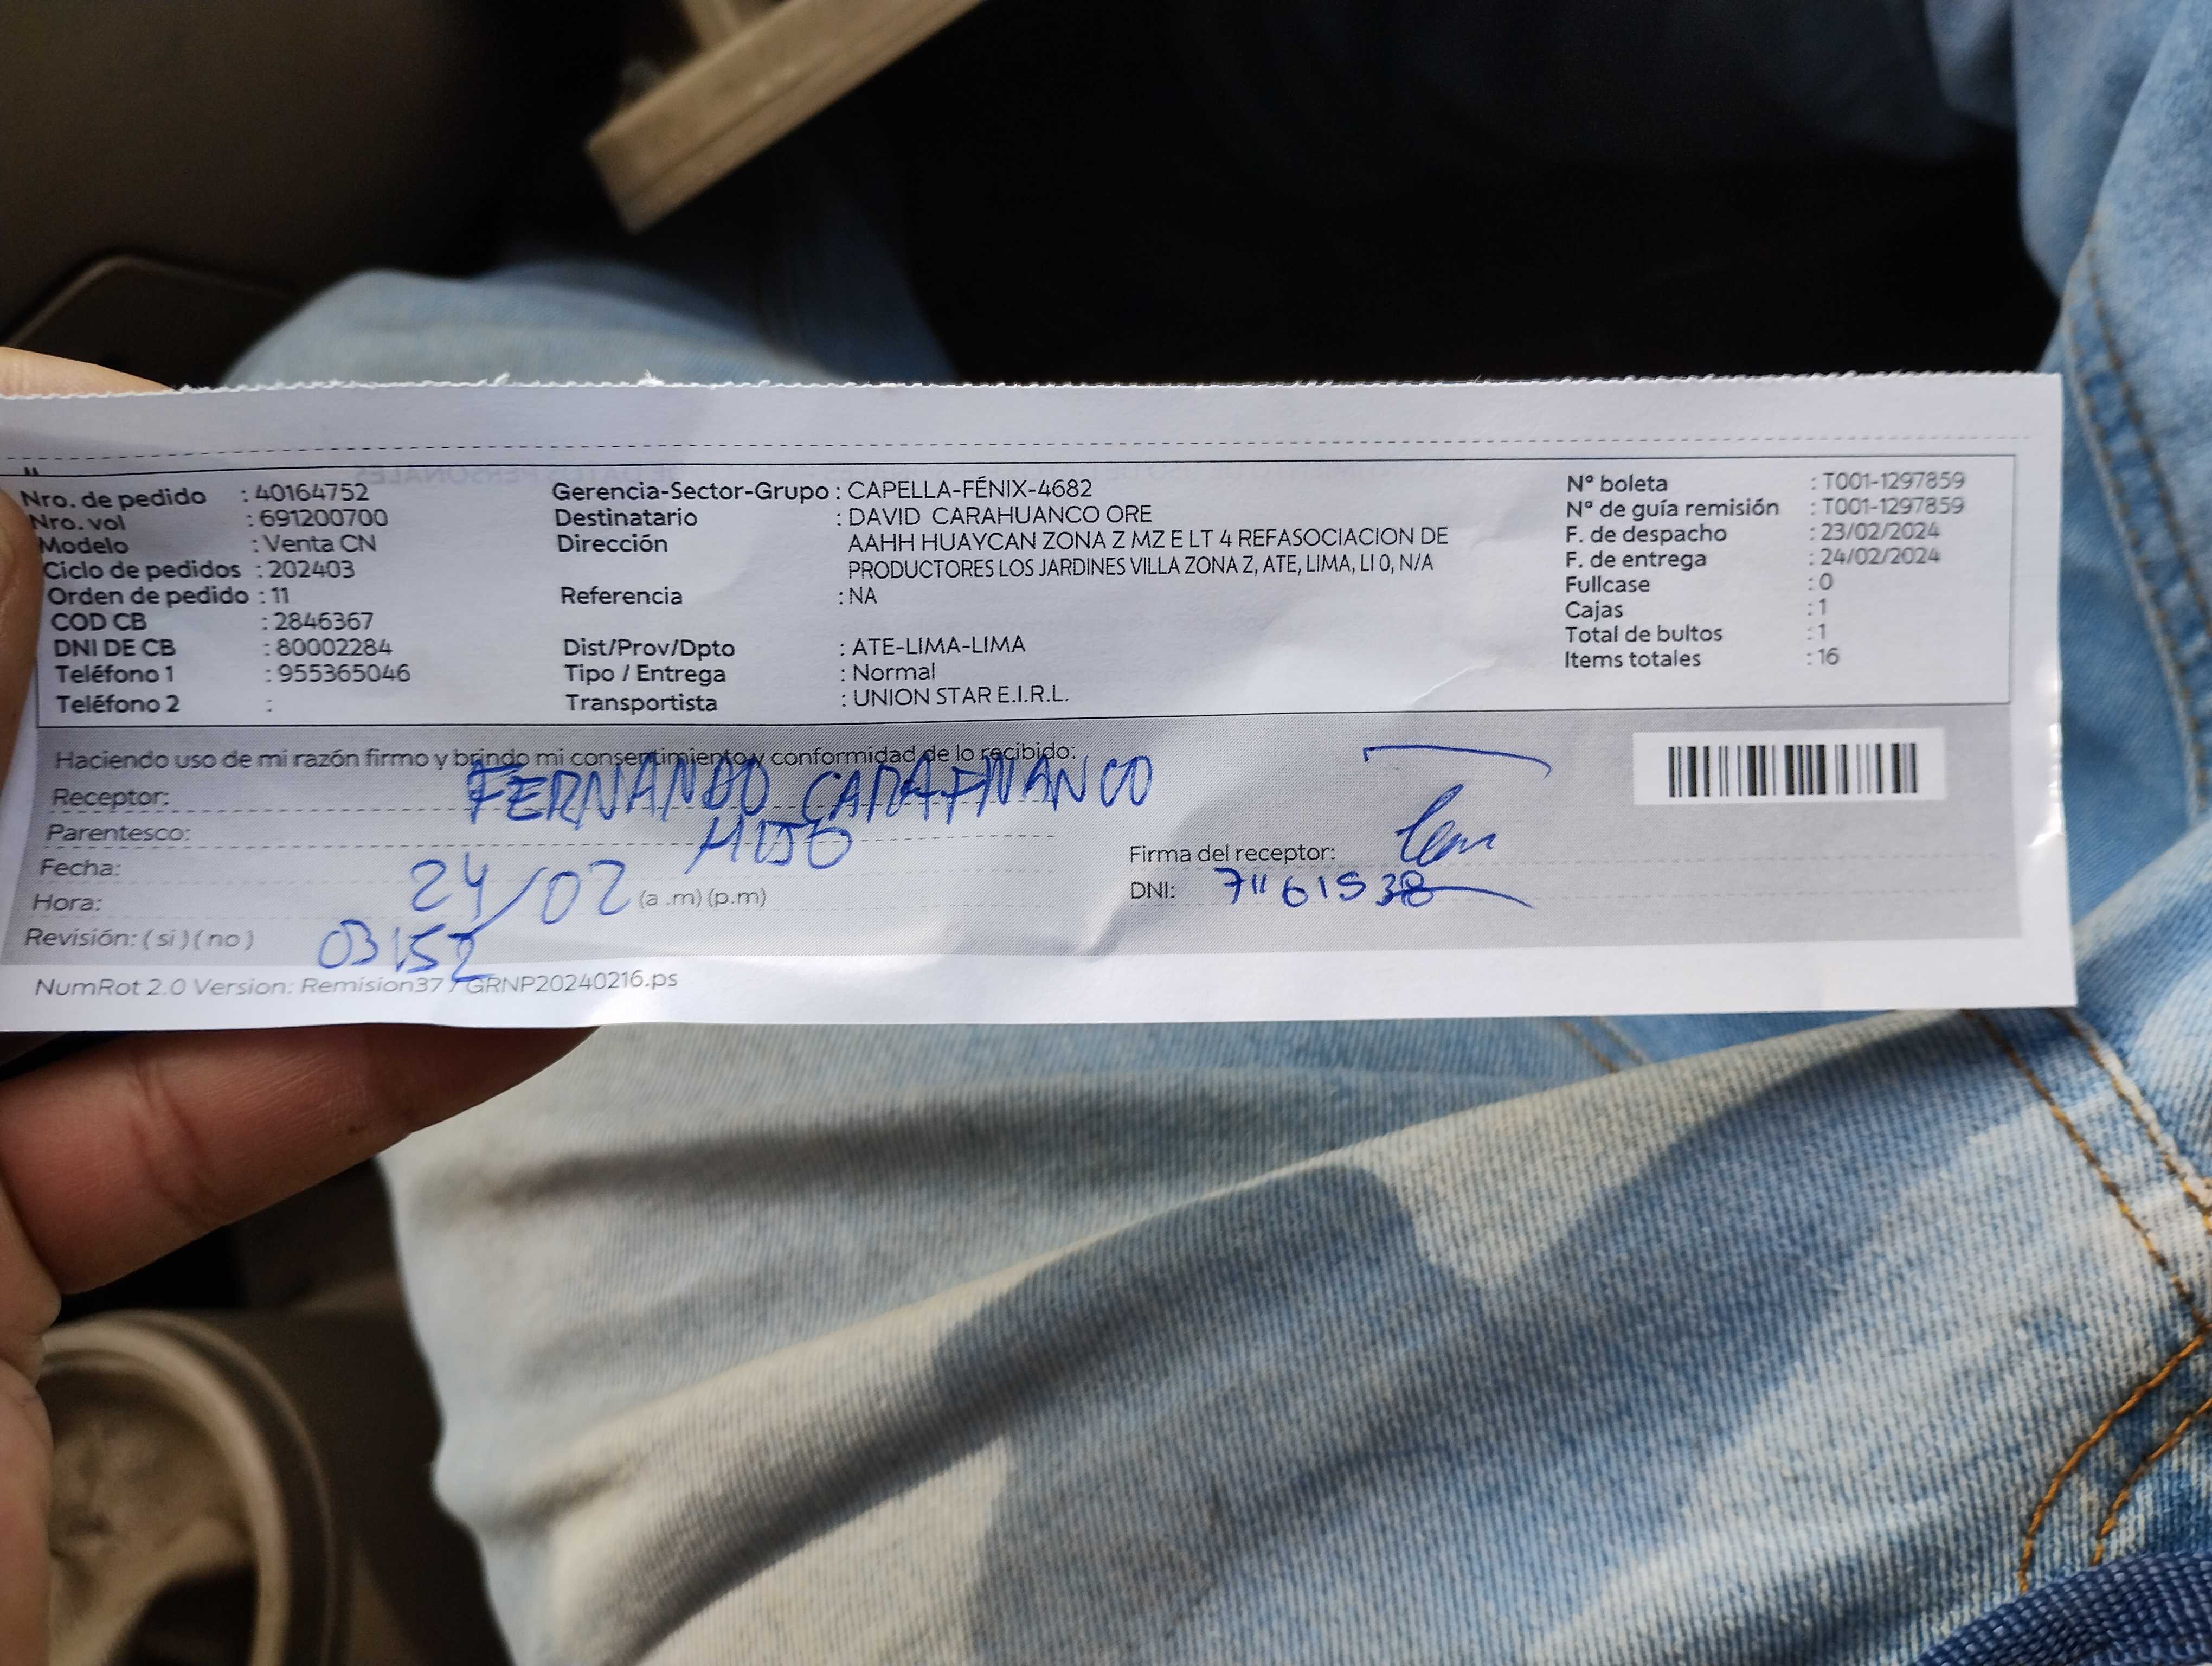 Nro. de pedido : 40164752
Nro. vol : 691200700
Modelo : Venta CN
Ciclo de pedidos : 202403
Orden de pedido : 11
COD CB : 2846367
DNI DE CB : 80002284
Teléfono 1 : 955365046
Teléfono 2 :
Gerencia-Sector-Grupo : CAPELLA-FÉNIX-4682
Destinatario : DAVID CARAHUANCO ORE
Dirección AAHH HUAYCAN ZONA Z MZ E LT 4 REFASOCIACION DE
PRODUCTORES LOS JARDINES VILLA ZONA Z, ATE, LIMA, LI 0, N/A
Referencia : NA
Dist/Prov/Dpto : ATE-LIMA-LIMA
Tipo / Entrega : Normal
Transportista : UNION STAR E.I.R.L.
N° boleta : T001-1297859
N° de guía remisión : T001-1297859
F. de despacho : 23/02/2024
F. de entrega : 24/02/2024
Fullcase : 0
Cajas : 1
Total de bultos : 1
Items totales : 16
Haciendo uso de mi razón firmo y brindo mi consentimiento y conformidad de lo recibido:
Receptor: FERNANDO
Parentesco: HIJO
Fecha: 24/02
Hora: (a .m) (p.m)
Revisión: ( si ) ( no ) 03:52
Firma del receptor:
DNI:
NumRot 2.0 Version: Remision37 / GRNP20240216.ps